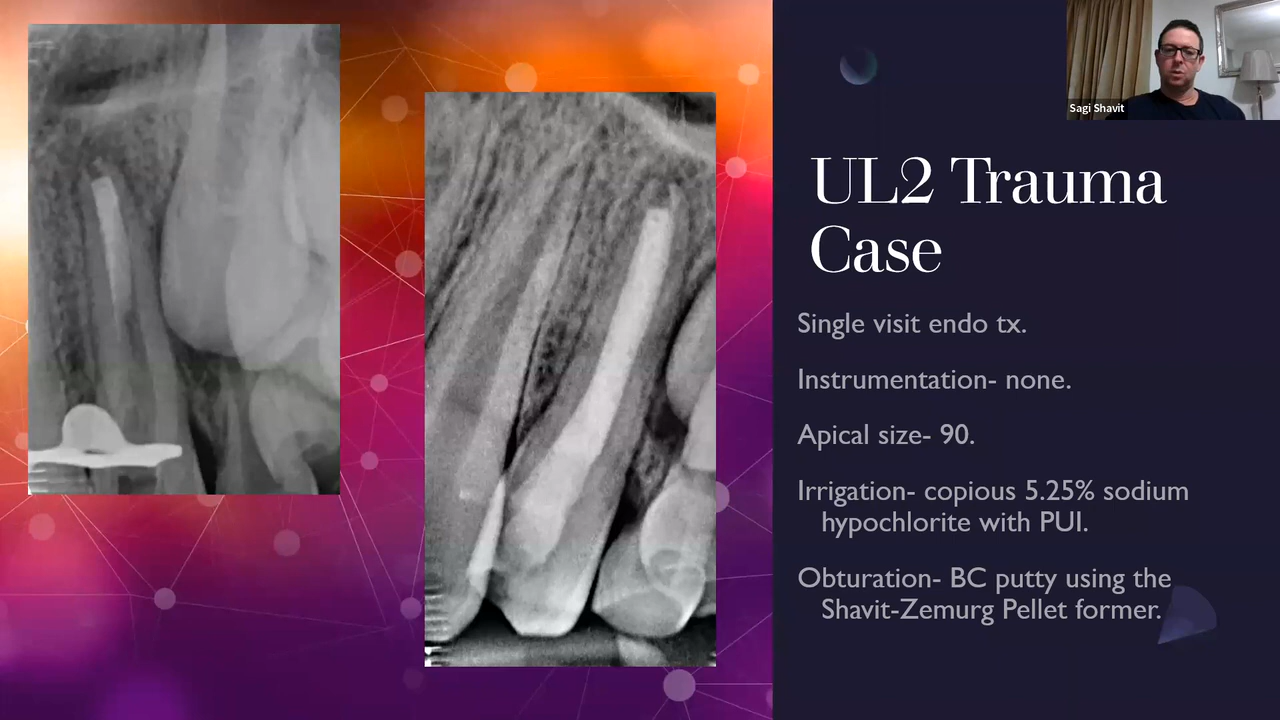 Sagi Shavit
UL2 Trauma
Case
Single visit endo tx.
Instrumentation- none.
Apical size- 90.
Irrigation- copious 5.25% sodium
hypochlorite with PUI.
Obturation- BC putty using the
Shavit-Zemurg Pellet former.